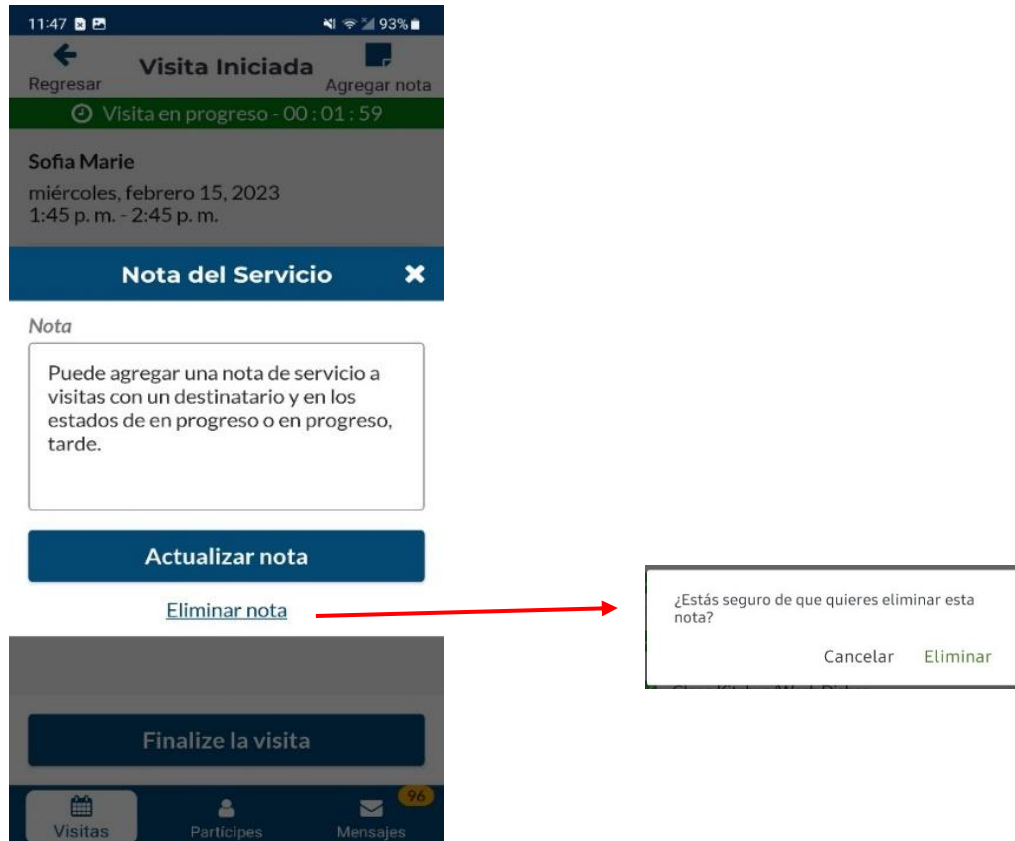 11:47 93%
Visita Iniciada
Regresar Agregar nota
Visita en progreso - 00 : 01 : 59
Sofia Marie
miércoles, febrero 15, 2023
1:45 p. m. - 2:45 p. m.
Nota del Servicio
Nota
Puede agregar una nota de servicio a
visitas con un destinatario y en los
estados de en progreso o en progreso,
tarde.
Actualizar nota
Eliminar nota
¿Estás seguro de que quieres eliminar esta
nota?
Cancelar Eliminar
Finalize la visita
96
Visitas Partícipes Mensajes